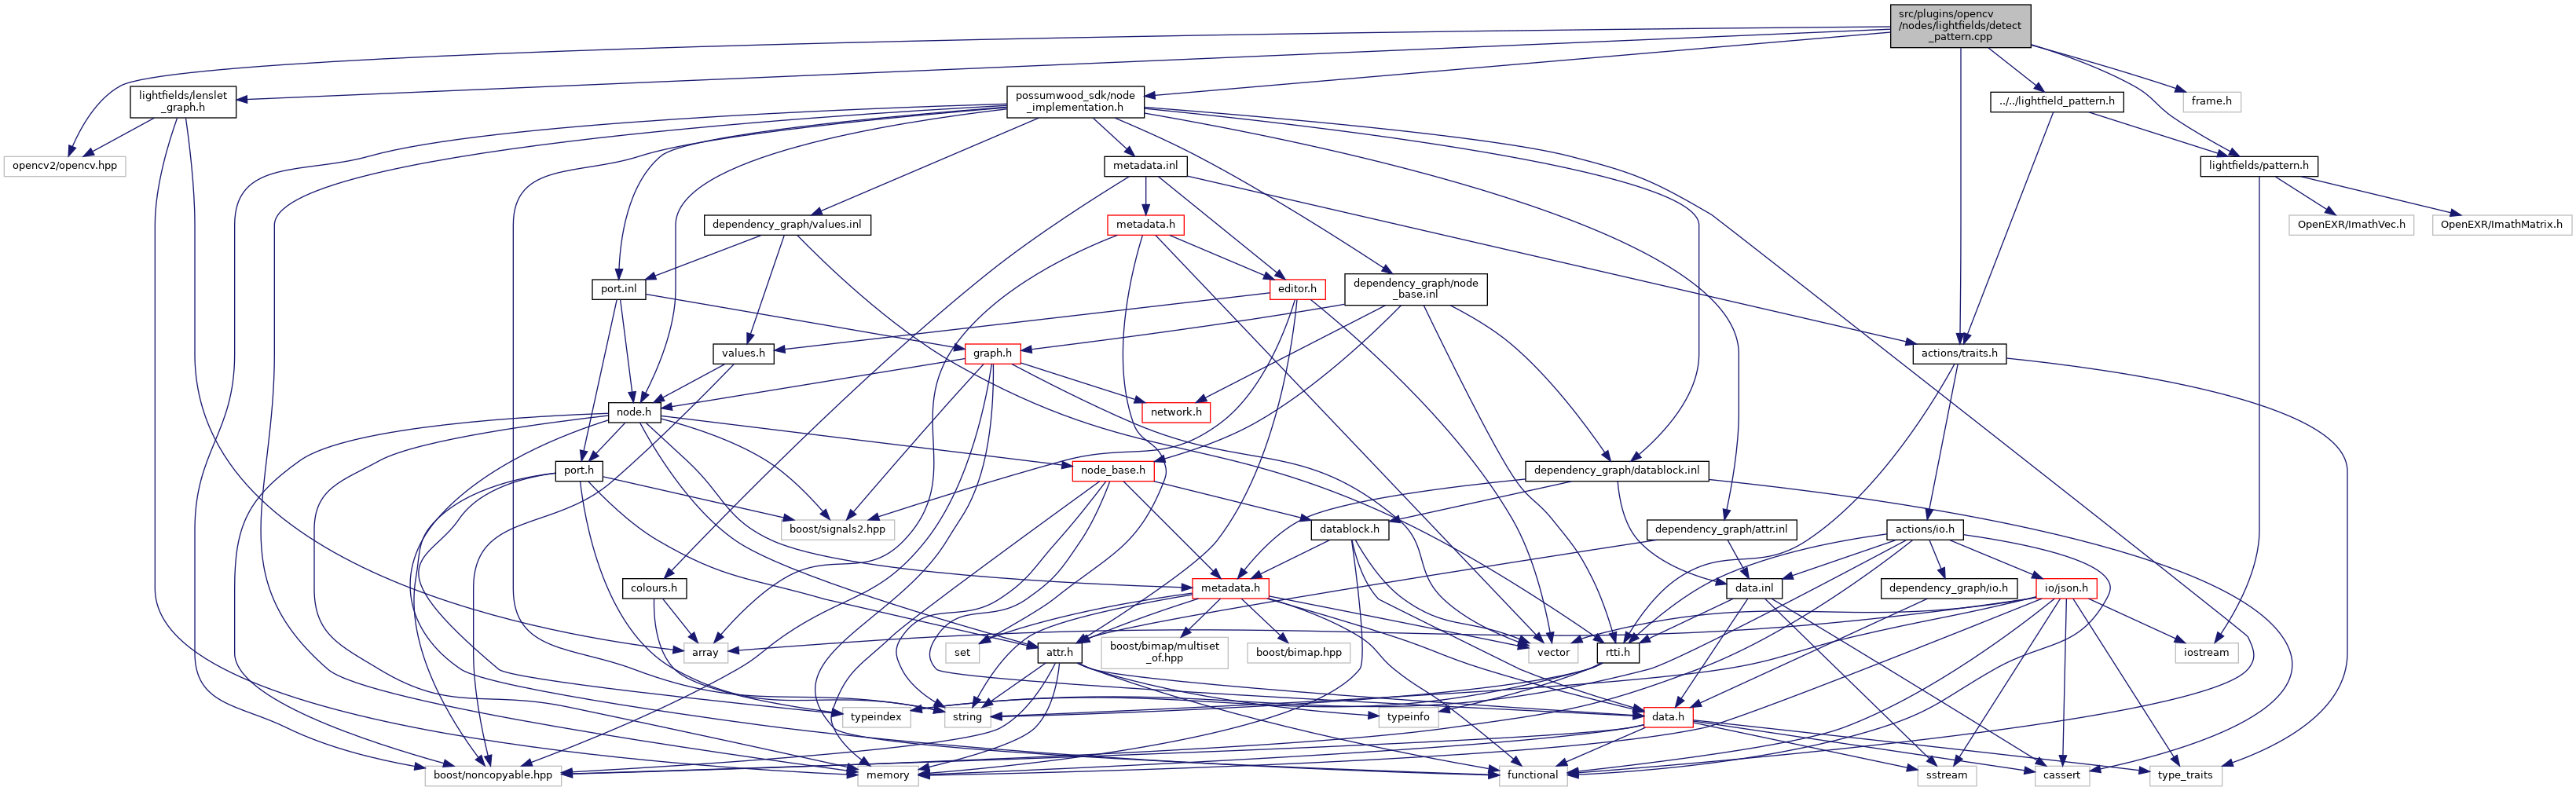 src/plugins/opencv
/nodes/lightfields/detect
_pattern.cpp
lightfields/lenslet
_graph.h
possumwood_sdk/node
_implementation.h
../../lightfield_pattern.h
frame.h
opencv2/opencv.hpp
metadata.inl
lightfields/pattern.h
dependency_graph/values.inl
metadata.h
OpenEXR/ImathVec.h
OpenEXR/ImathMatrix.h
port.inl
editor.h
dependency_graph/node
_base.inl
values.h
graph.h
actions/traits.h
node.h
network.h
port.h
node_base.h
dependency_graph/datablock.inl
boost/signals2.hpp
datablock.h
dependency_graph/attr.inl
actions/io.h
colours.h
metadata.h
data.inl
dependency_graph/io.h
io/json.h
array
set
attr.h
boost/bimap/multiset
_of.hpp
boost/bimap.hpp
vector
rtti.h
iostream
typeindex
string
typeinfo
data.h
boost/noncopyable.hpp
memory
functional
sstream
cassert
type_traits